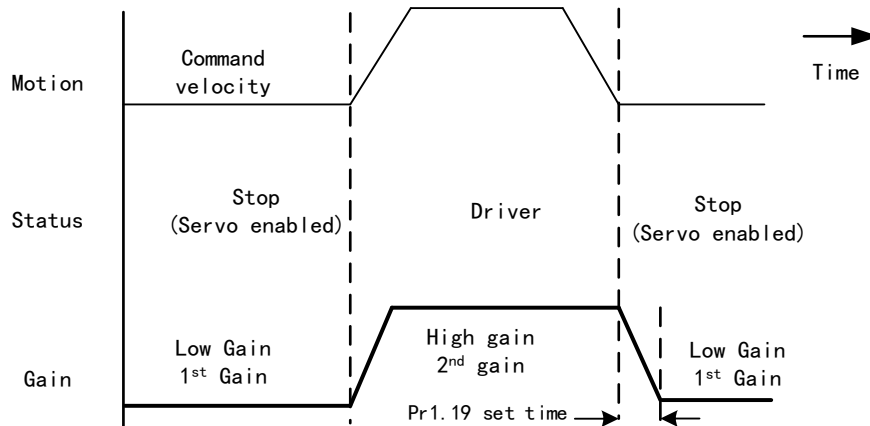 Motion
Command
velocity
Time
Status
Stop
(Servo enabled)
Driver
Stop
(Servo enabled)
Gain
Low Gain
1st Gain
High gain
2nd gain
Low Gain
1st Gain
Pr1.19 set time